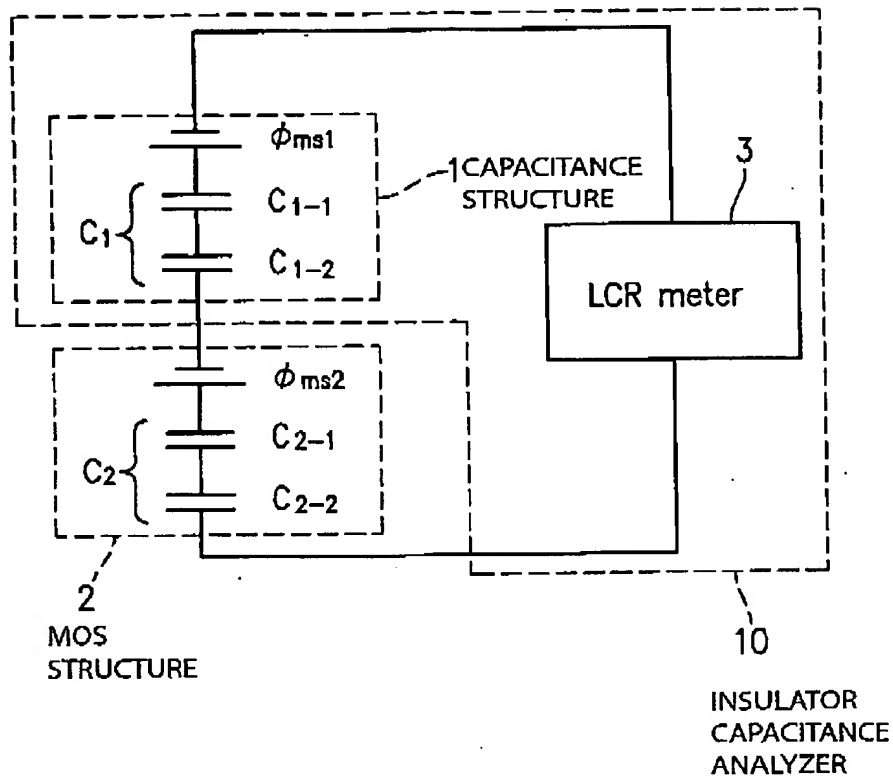 ϕms1
1 CAPACITANCE
STRUCTURE
3
C1
C1-1
C1-2
LCR meter
ϕms2
C2
C2-1
C2-2
2
MOS
STRUCTURE
10
INSULATOR
CAPACITANCE
ANALYZER